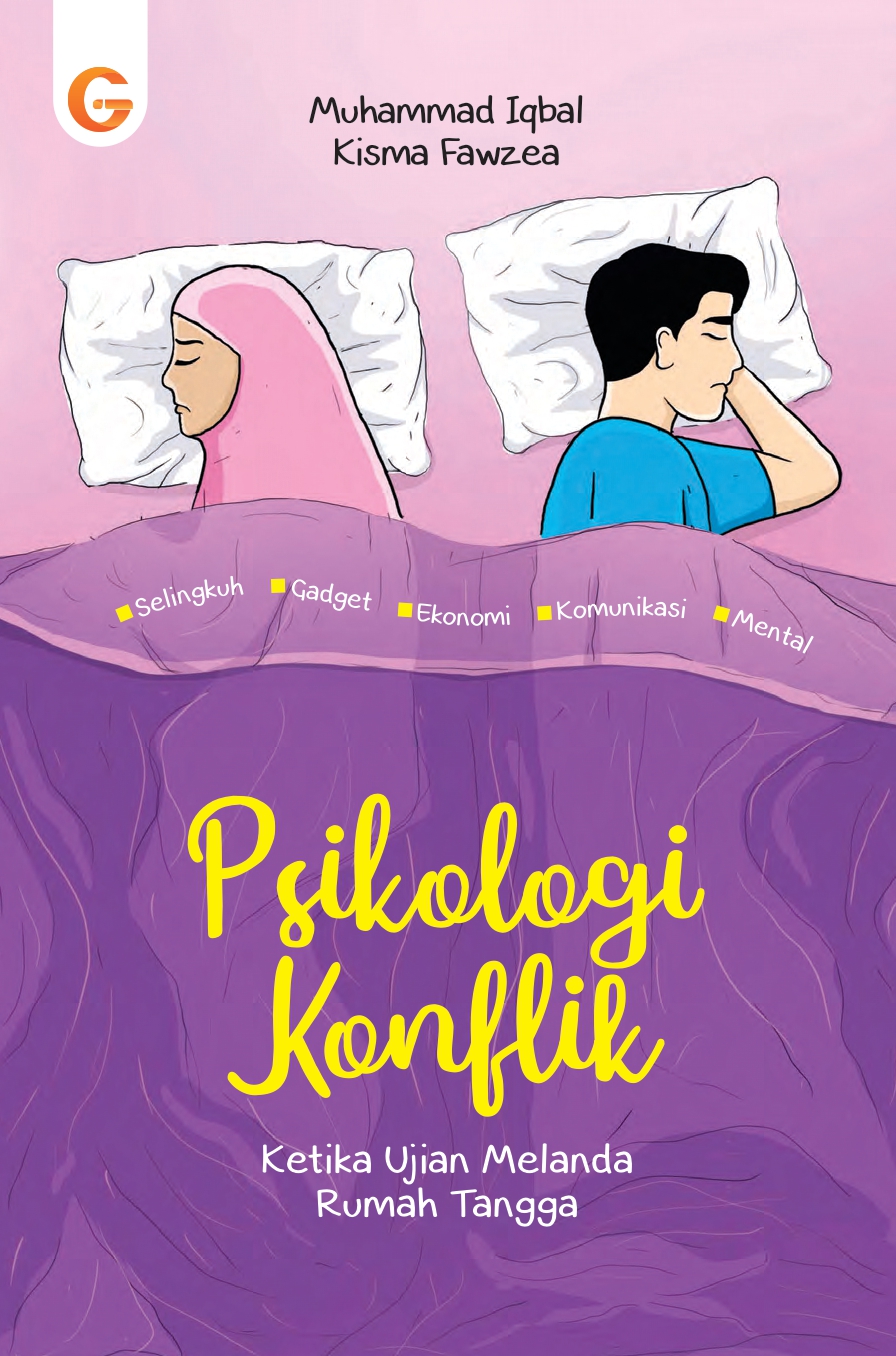 G
Muhammad Iqbal
Kisma Fawzea
Selingkuh
Gadget
Ekonomi
Komunikasi
Mental
Psikologi
Konflik
Ketika Ujian Melanda
Rumah Tangga